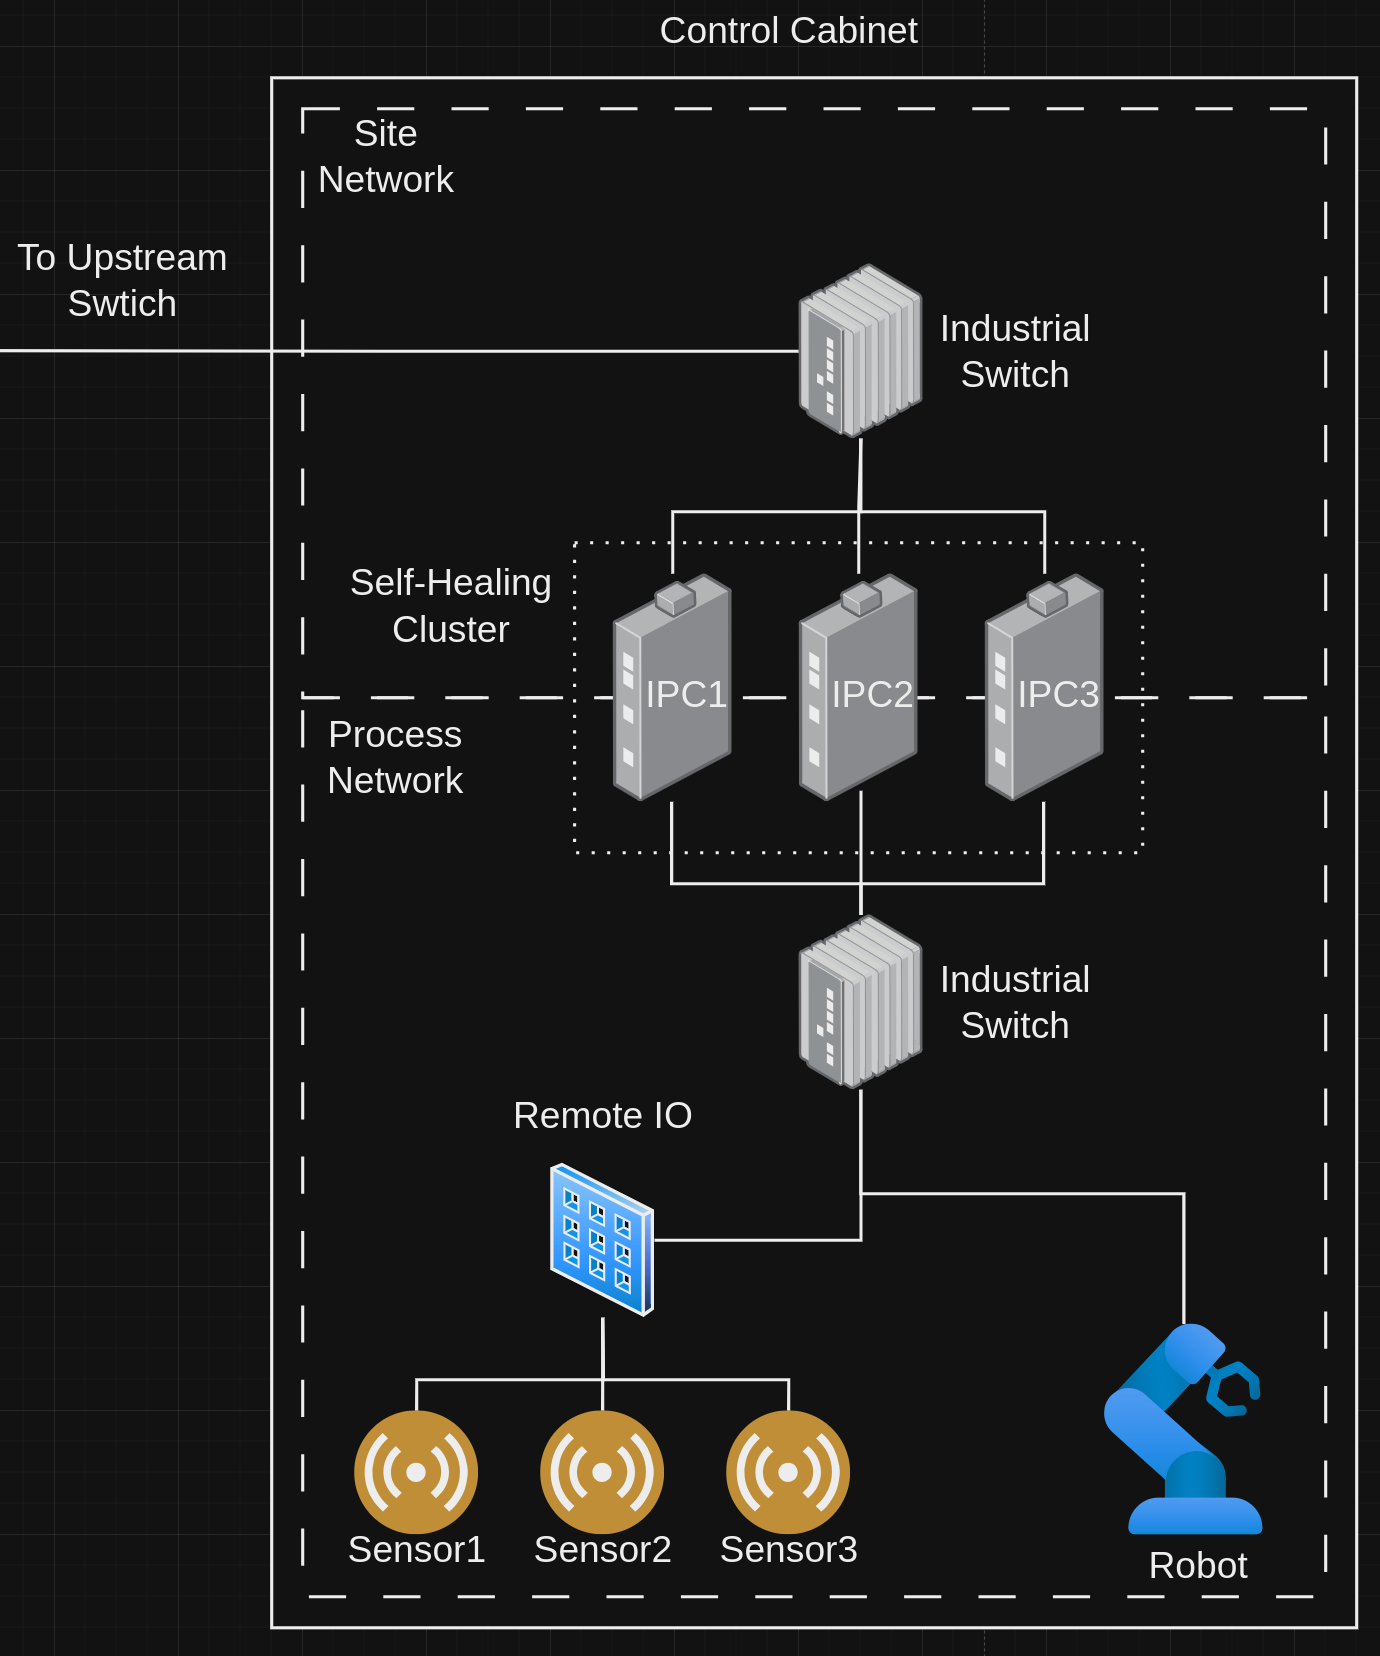 Control Cabinet
Site
Network
To Upstream
Swtich
Industrial
Switch
Self-Healing
Cluster
IPC1
IPC2
IPC3
Process
Network
Industrial
Switch
Remote IO
Sensor1
Sensor2
Sensor3
Robot